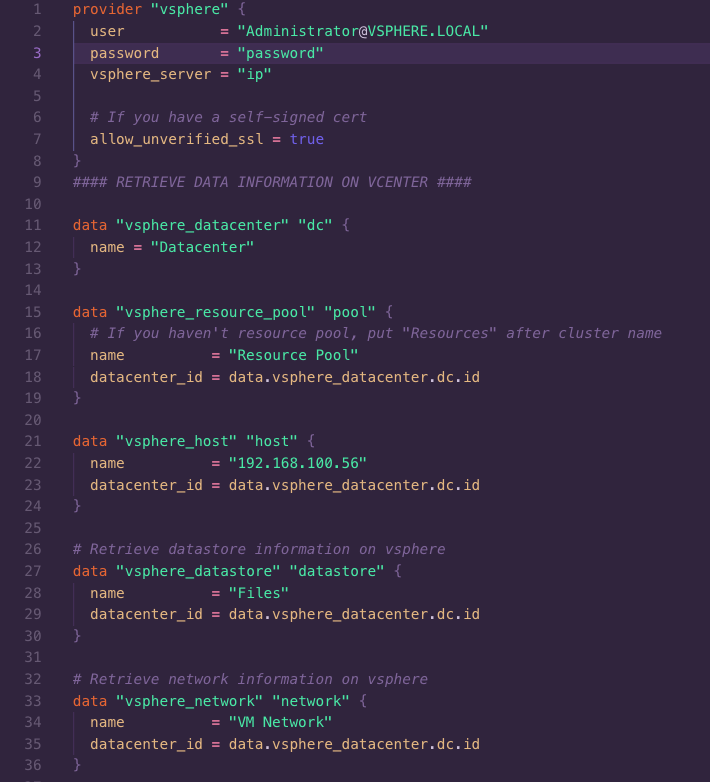 1 provider "vsphere" {
2   user           = "Administrator@VSPHERE.LOCAL"
3   password       = "password"
4   vsphere_server = "ip"
5
6   # If you have a self-signed cert
7   allow_unverified_ssl = true
8 }
9 #### RETRIEVE DATA INFORMATION ON VCENTER ####
10
11 data "vsphere_datacenter" "dc" {
12   name = "Datacenter"
13 }
14
15 data "vsphere_resource_pool" "pool" {
16   # If you haven't resource pool, put "Resources" after cluster name
17   name          = "Resource Pool"
18   datacenter_id = data.vsphere_datacenter.dc.id
19 }
20
21 data "vsphere_host" "host" {
22   name          = "192.168.100.56"
23   datacenter_id = data.vsphere_datacenter.dc.id
24 }
25
26 # Retrieve datastore information on vsphere
27 data "vsphere_datastore" "datastore" {
28   name          = "Files"
29   datacenter_id = data.vsphere_datacenter.dc.id
30 }
31
32 # Retrieve network information on vsphere
33 data "vsphere_network" "network" {
34   name          = "VM Network"
35   datacenter_id = data.vsphere_datacenter.dc.id
36 }